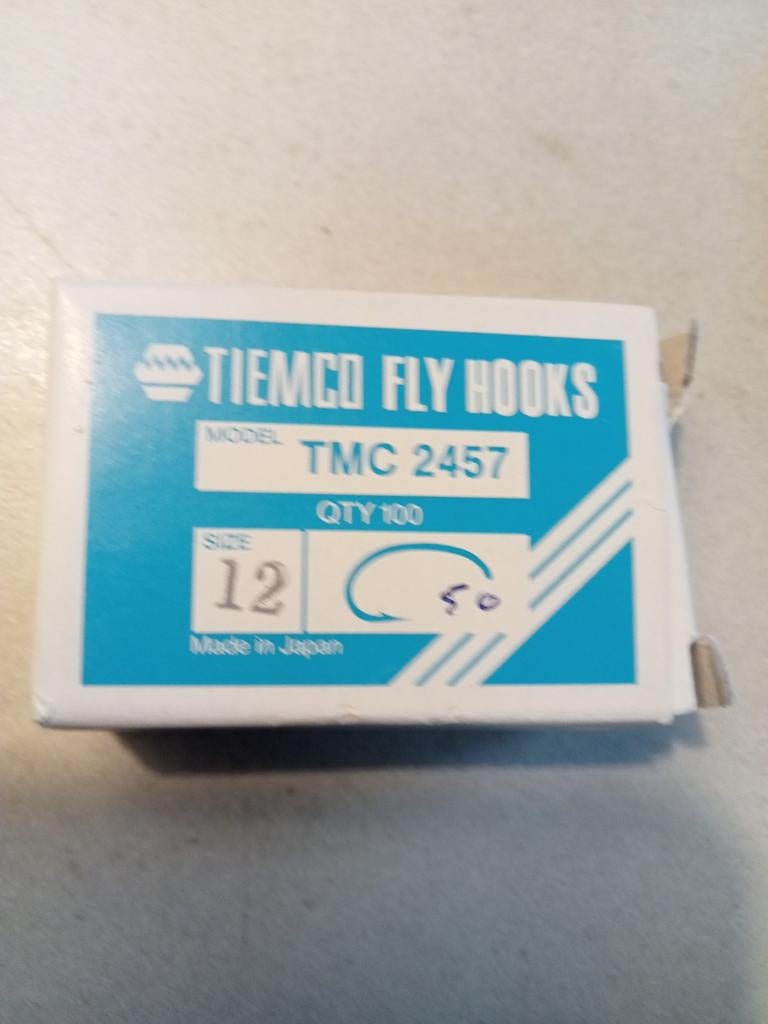 TIEMCO FLY HOOKS
MODEL TMC 2457
QTY 100
SIZE
12
50
Made in Japan